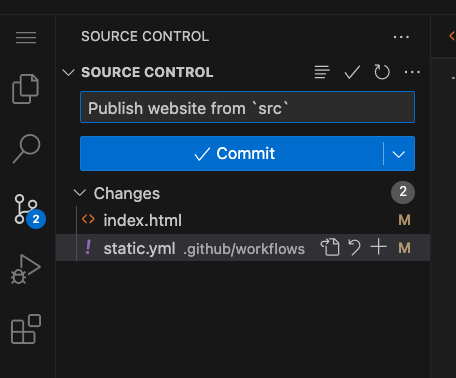 SOURCE CONTROL
SOURCE CONTROL
Publish website from `src`
Commit
Changes 2
index.html M
2
static.yml .github/workflows M